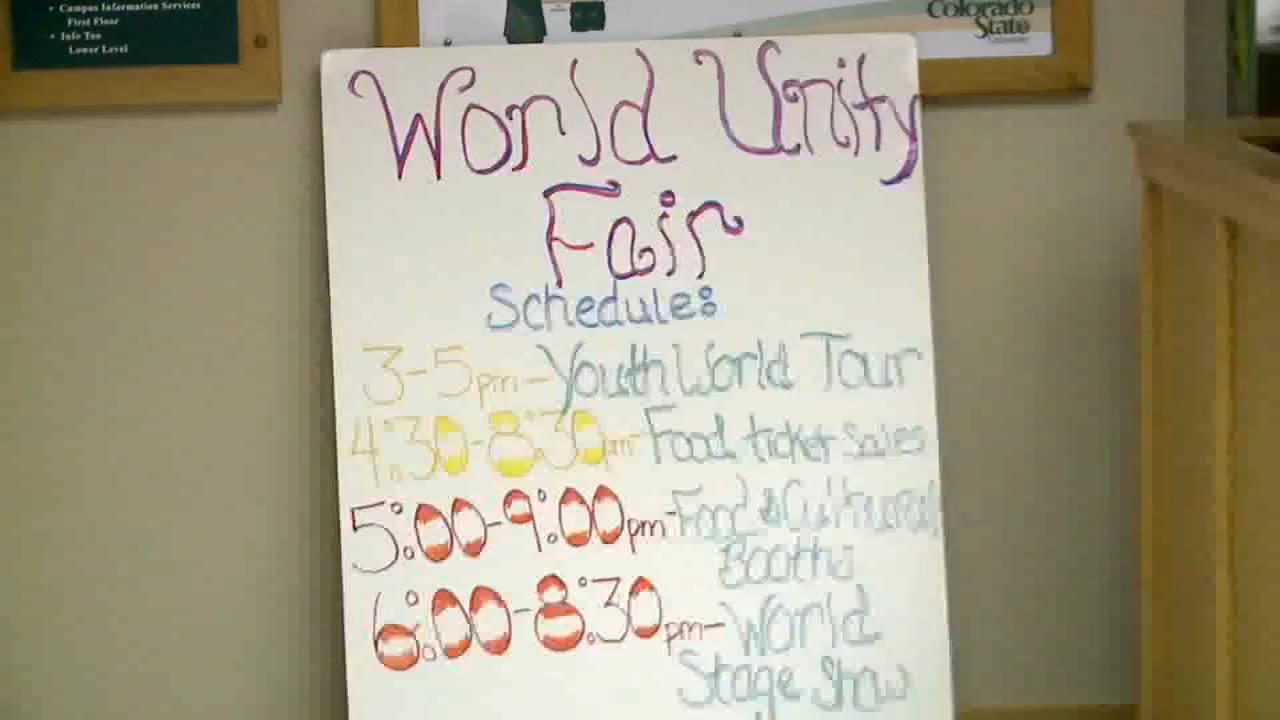 • Campus Information Services
First Floor
• Info Too
Lower Level
Colorado
State
World Unity
Fair
Schedule:
3-5pm-Youth World Tour
4:30-8:30pm-Food ticket Sales
5:00-9:00pm-Food & Cultural
Booths
6:00-8:30pm-World
Stage Show